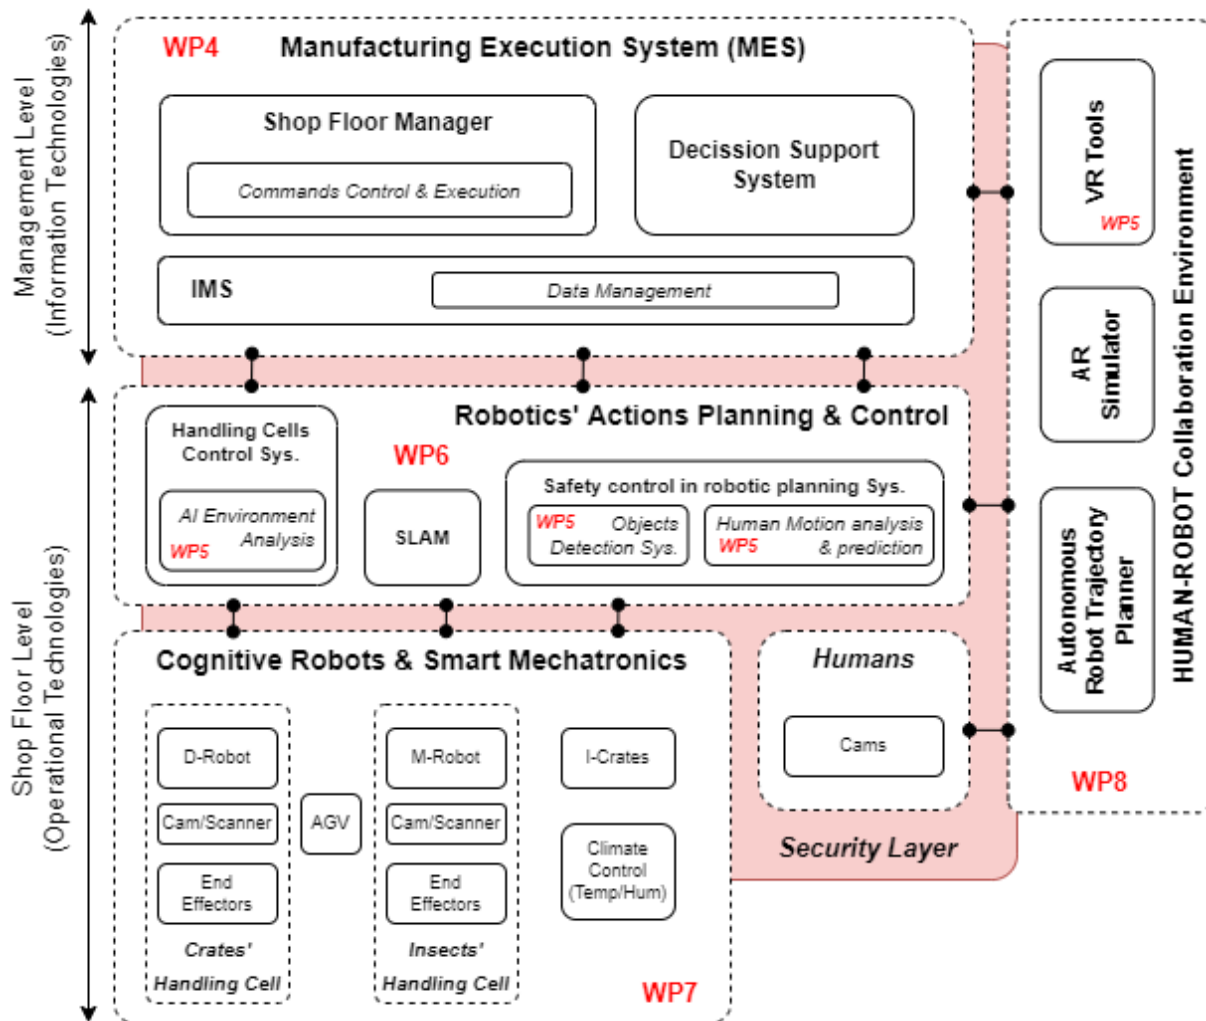 Management Level
(Information Technologies)
WP4
Manufacturing Execution System (MES)
Shop Floor Manager
Commands Control & Execution
Decission Support
System
IMS
Data Management
Shop Floor Level
(Operational Technologies)
Robotics' Actions Planning & Control
Handling Cells
Control Sys.
AI Environment
Analysis
WP5
WP6
SLAM
Safety control in robotic planning Sys.
WP5
Objects
Detection Sys.
Human Motion analysis
WP5
& prediction
Cognitive Robots & Smart Mechatronics
D-Robot
Cam/Scanner
End
Effectors
Crates'
Handling Cell
AGV
M-Robot
Cam/Scanner
End
Effectors
Insects'
Handling Cell
I-Crates
Climate
Control
(Temp/Hum)
WP7
Humans
Cams
Security Layer
VR Tools
WP5
AR
Simulator
Autonomous
Robot Trajectory
Planner
HUMAN-ROBOT Collaboration Environment
WP8